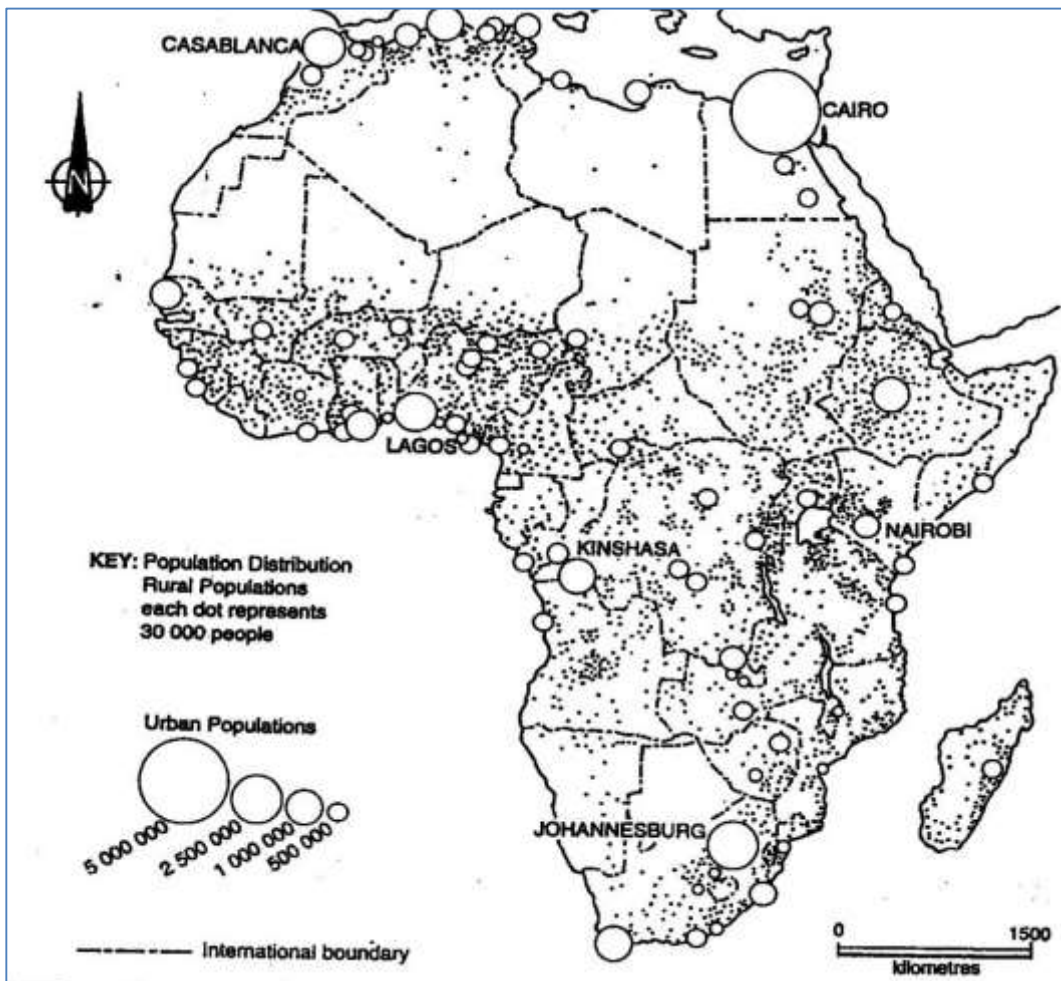 CASABLANCA
CAIRO
N
LAGOS
NAIROBI
KINSHASA
KEY: Population Distribution
Rural Populations
each dot represents
30 000 people
Urban Populations
5 000 000
2 500 000
1 000 000
500 000
JOHANNESBURG
0 1500
kilometres
International boundary